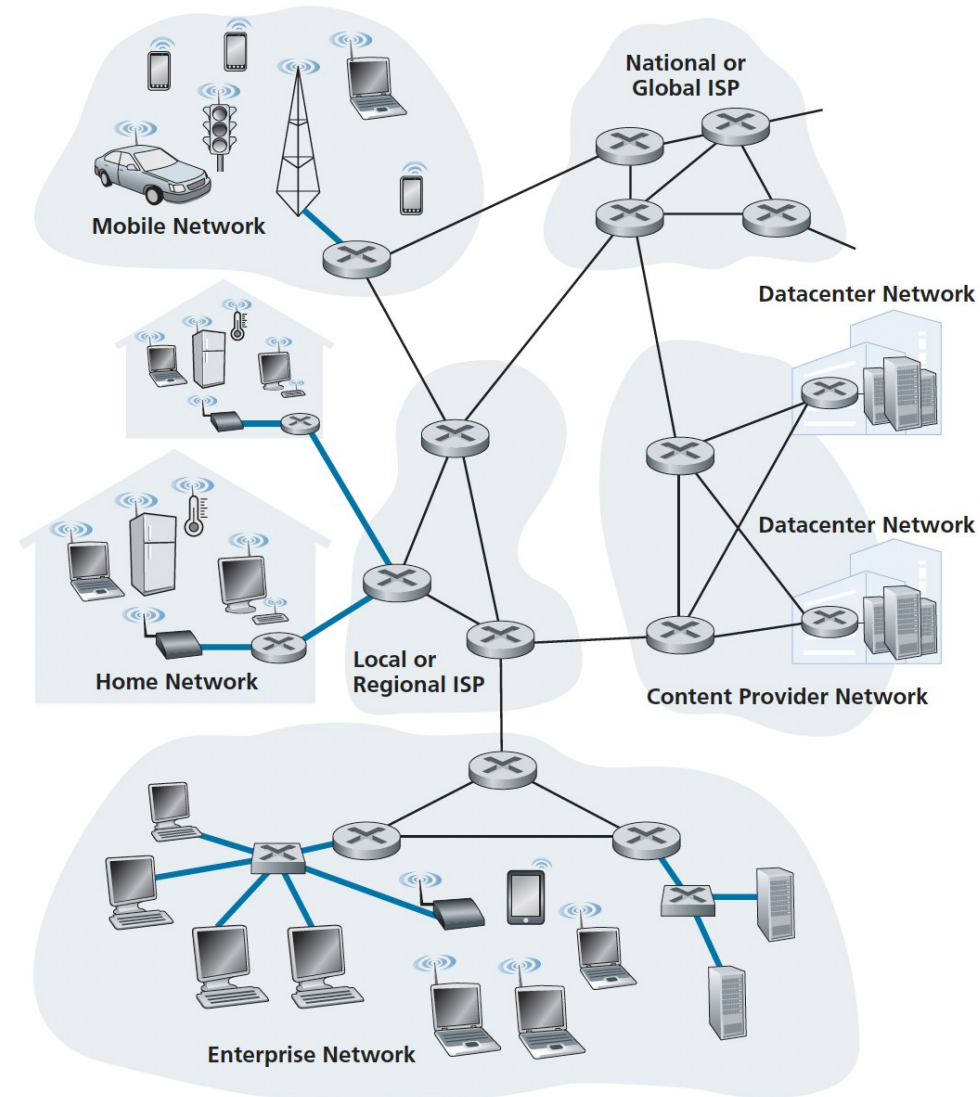 National or
Global ISP
Mobile Network
Datacenter Network
Datacenter Network
Home Network
Local or
Regional ISP
Content Provider Network
Enterprise Network